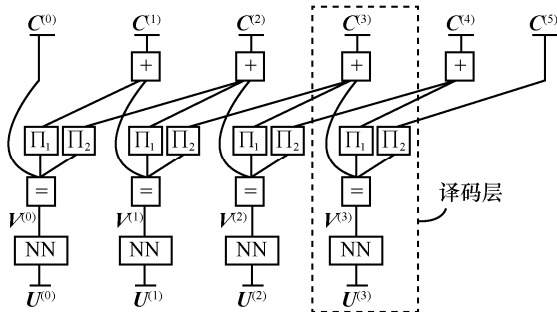 C(0) C(1) C(2) C(3) C(4) C(5)
+ + + +
Π1 Π2 Π1 Π2 Π1 Π2 Π1 Π2
= = = =
译码层
V(0) V(1) V(2) V(3)
NN NN NN NN
U(0) U(1) U(2) U(3)